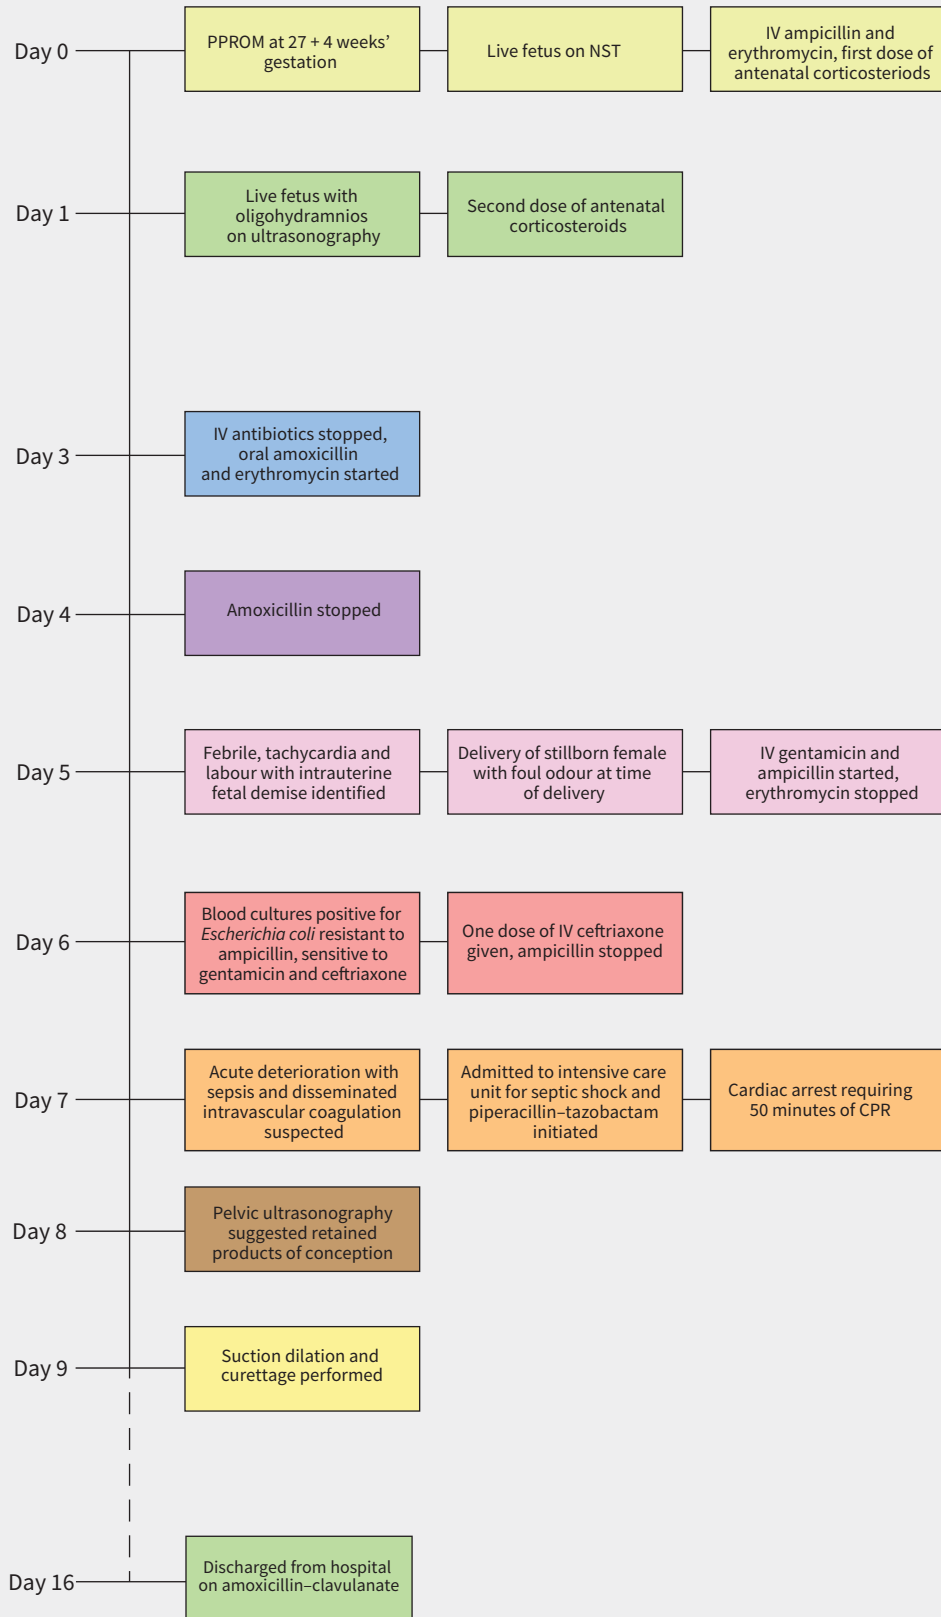 Day 0
PPROM at 27 + 4 weeks’
gestation
Live fetus on NST
IV ampicillin and
erythromycin, first dose of
antenatal corticosteriods
Day 1
Live fetus with
oligohydramnios
on ultrasonography
Second dose of antenatal
corticosteroids
Day 3
IV antibiotics stopped,
oral amoxicillin
and erythromycin started
Day 4
Amoxicillin stopped
Day 5
Febrile, tachycardia and
labour with intrauterine
fetal demise identified
Delivery of stillborn female
with foul odour at time
of delivery
IV gentamicin and
ampicillin started,
erythromycin stopped
Day 6
Blood cultures positive for
Escherichia coli resistant to
ampicillin, sensitive to
gentamicin and ceftriaxone
One dose of IV ceftriaxone
given, ampicillin stopped
Day 7
Acute deterioration with
sepsis and disseminated
intravascular coagulation
suspected
Admitted to intensive care
unit for septic shock and
piperacillin–tazobactam
initiated
Cardiac arrest requiring
50 minutes of CPR
Day 8
Pelvic ultrasonography
suggested retained
products of conception
Day 9
Suction dilation and
curettage performed
Day 16
Discharged from hospital
on amoxicillin–clavulanate